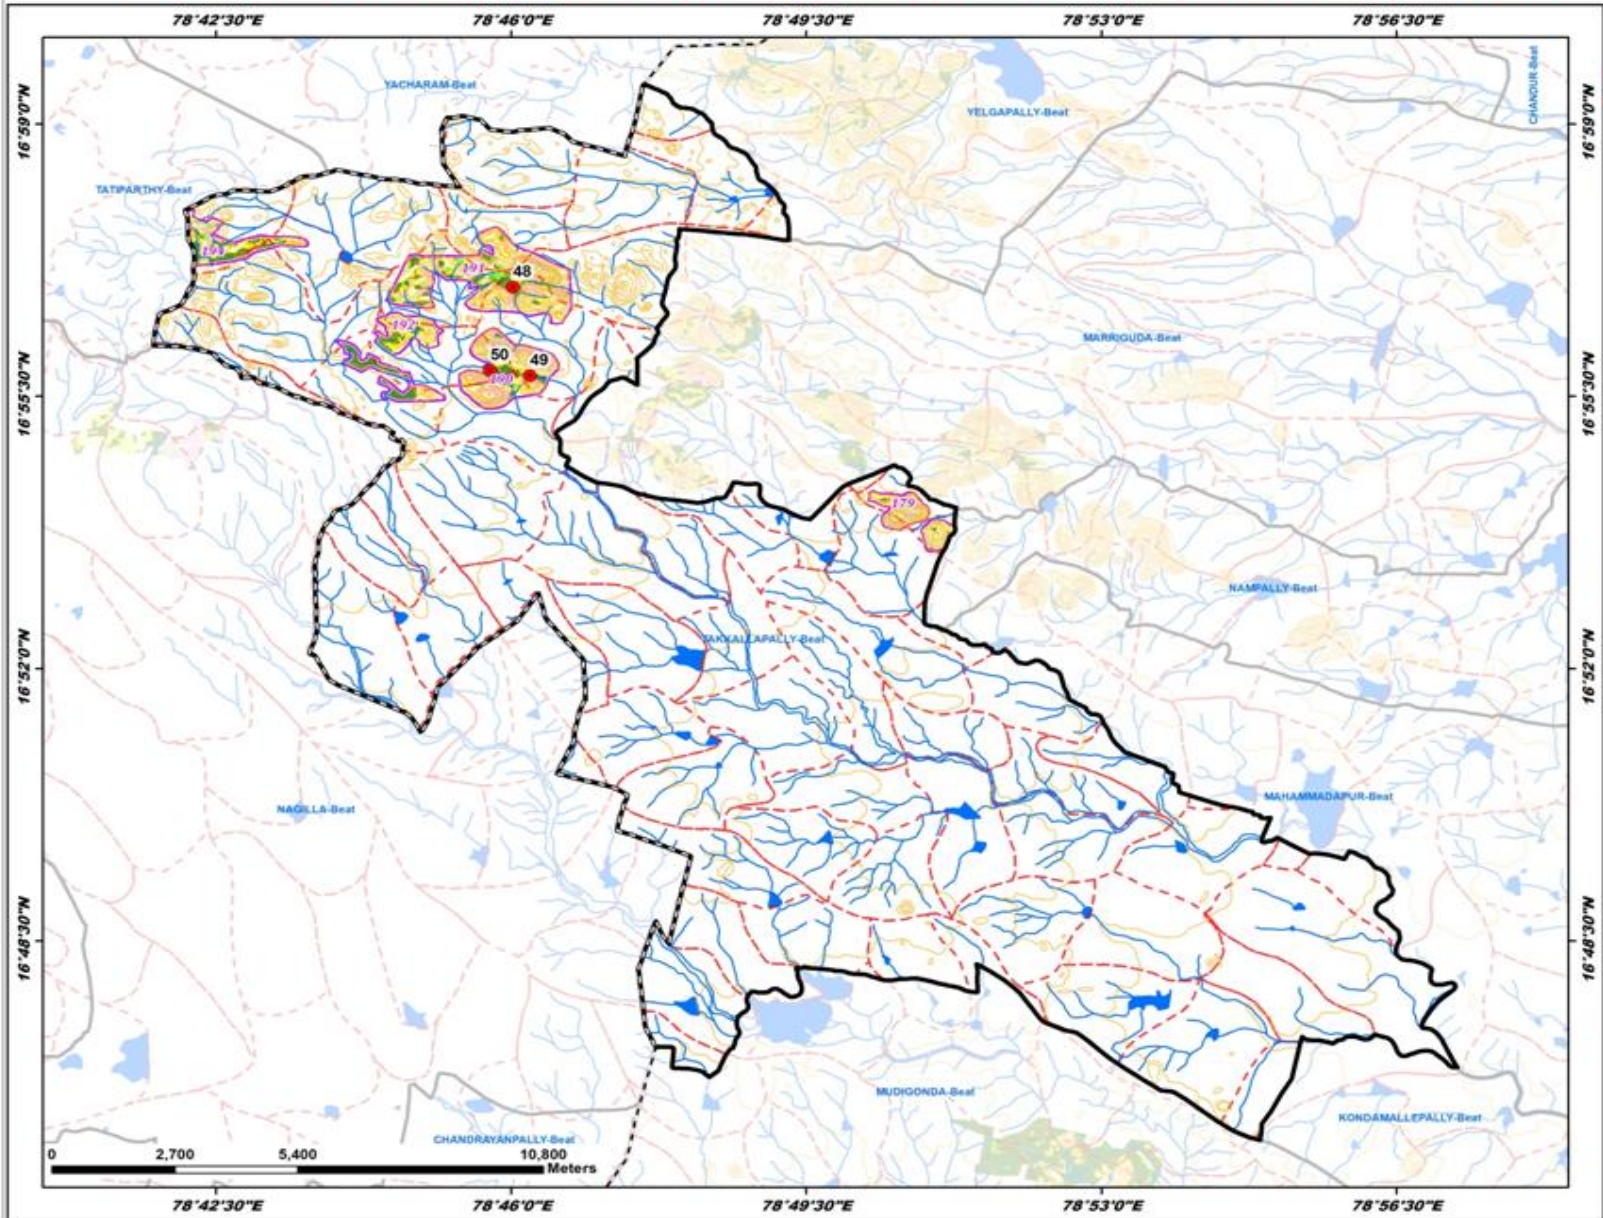 78°42'30"E 78°46'0"E 78°49'30"E 78°53'0"E 78°56'30"E
YACHARAM-Beat
CHANDUR-Beat
YELGAPALLY-Beat
16°59'0"N 16°59'0"N
TATIPARTHY-Beat
191 48
192
MARRIGUDA-Beat
50 49
190
16°55'30"N 16°55'30"N
179
NAMPALLY-Beat
TAKKALLAPALLY-Beat
16°52'0"N 16°52'0"N
NAGILLA-Beat
MAHAMMADAPUR-Beat
16°48'30"N 16°48'30"N
MUDIGONDA-Beat
KONDAMALLEPALLY-Beat
CHANDRAYANPALLY-Beat
0 2,700 5,400 10,800
Meters
78°42'30"E 78°46'0"E 78°49'30"E 78°53'0"E 78°56'30"E